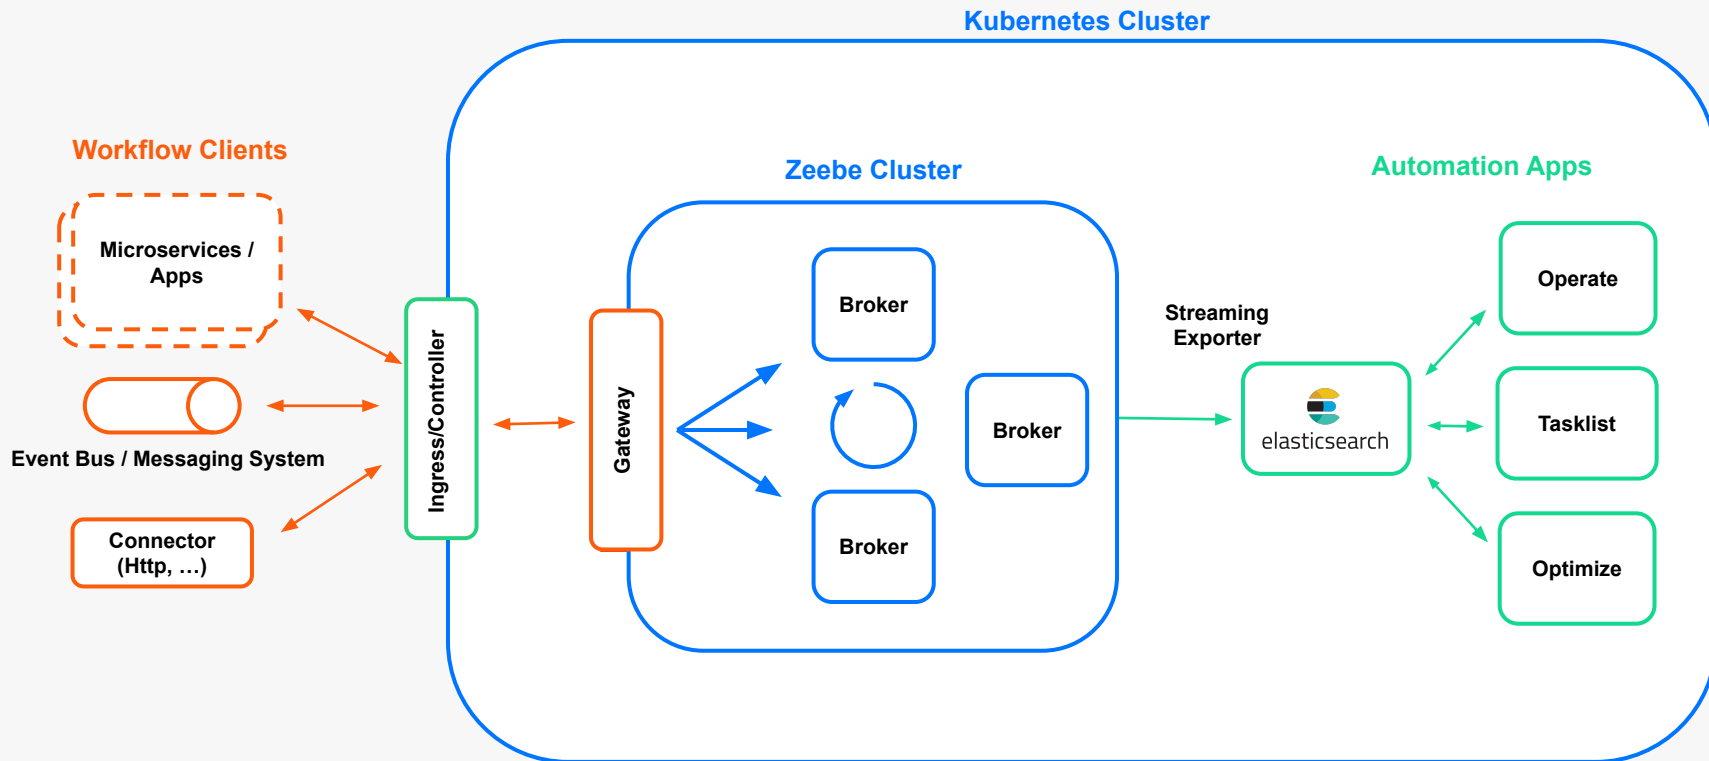 Kubernetes Cluster
Workflow Clients
Zeebe Cluster
Automation Apps
Microservices /
Apps
Event Bus / Messaging System
Connector
(Http, …)
Ingress/Controller
Gateway
Broker
Broker
Broker
Streaming
Exporter
elasticsearch
Operate
Tasklist
Optimize